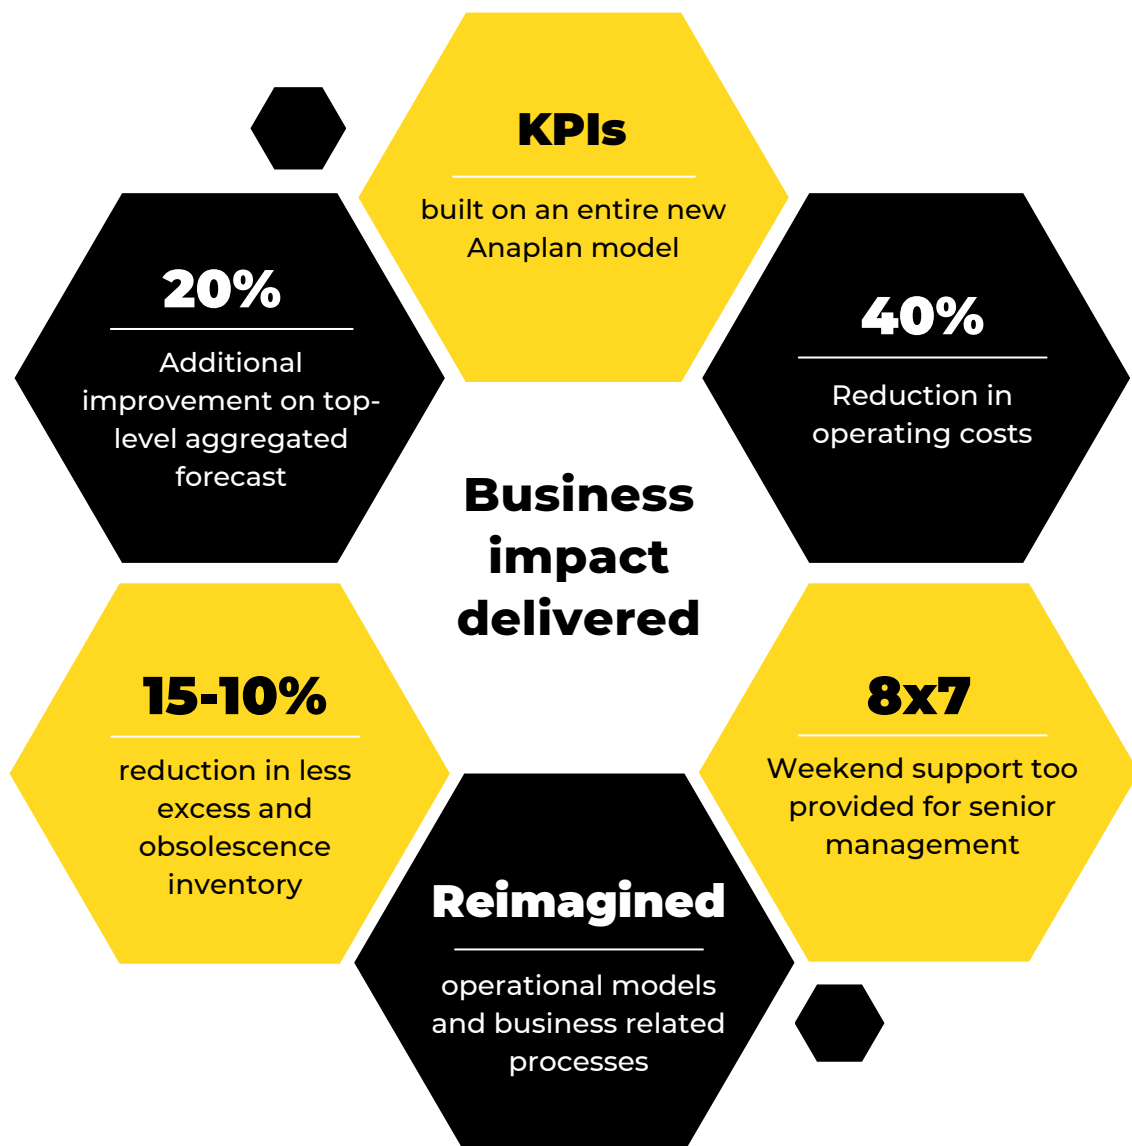 KPIs
built on an entire new
Anaplan model
20%
Additional
improvement on top-
level aggregated
forecast
40%
Reduction in
operating costs
Business
impact
delivered
15-10%
reduction in less
excess and
obsolescence
inventory
8x7
Weekend support too
provided for senior
management
Reimagined
operational models
and business related
processes